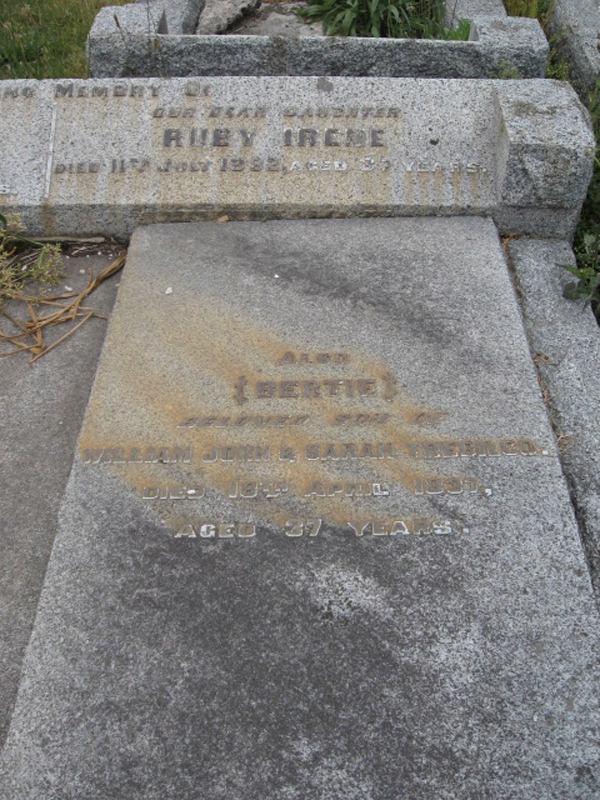 Memory Of
our dear daughter
Ruby Irene
Died 11th July 1932, aged 37 years.
Also
{Bertie}
beloved son of
William John & Sarah
Died 18th April
Aged 37 years.